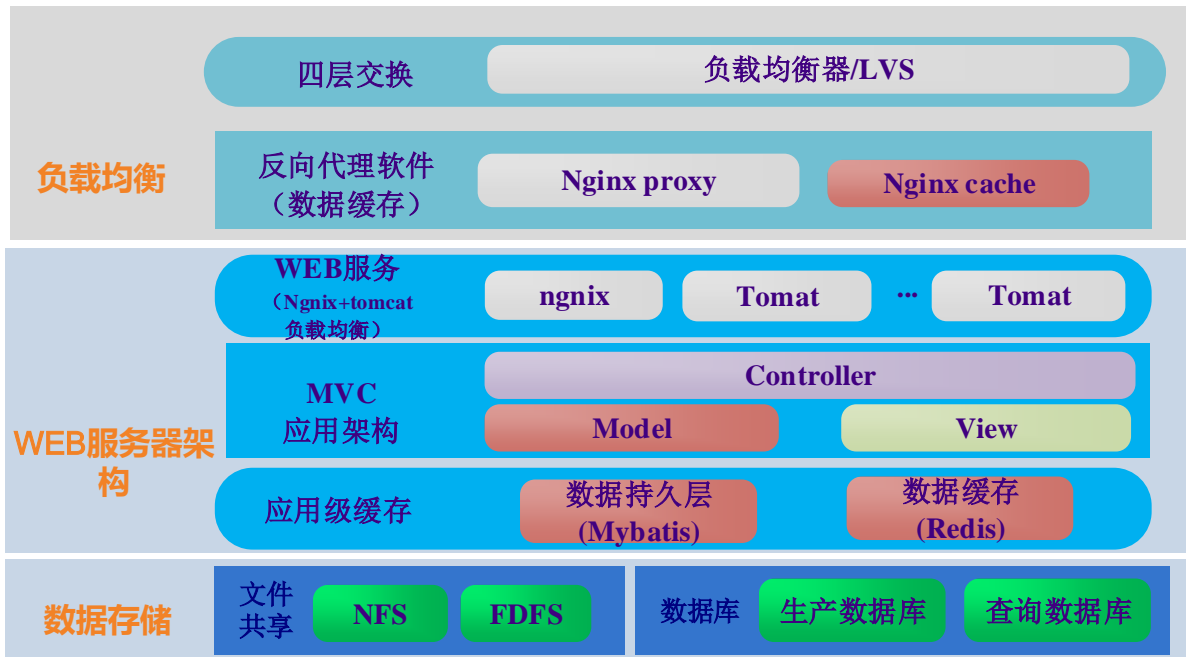 负载均衡
四层交换
负载均衡器/LVS
反向代理软件
（数据缓存）
Nginx proxy
Nginx cache
WEB服务器架
构
WEB服务
（Ngnix+tomcat
负载均衡）
ngnix
Tomat
...
Tomat
MVC
应用架构
Controller
Model
View
应用级缓存
数据持久层
(Mybatis)
数据缓存
(Redis)
数据存储
文件
共享
NFS
FDFS
数据库
生产数据库
查询数据库